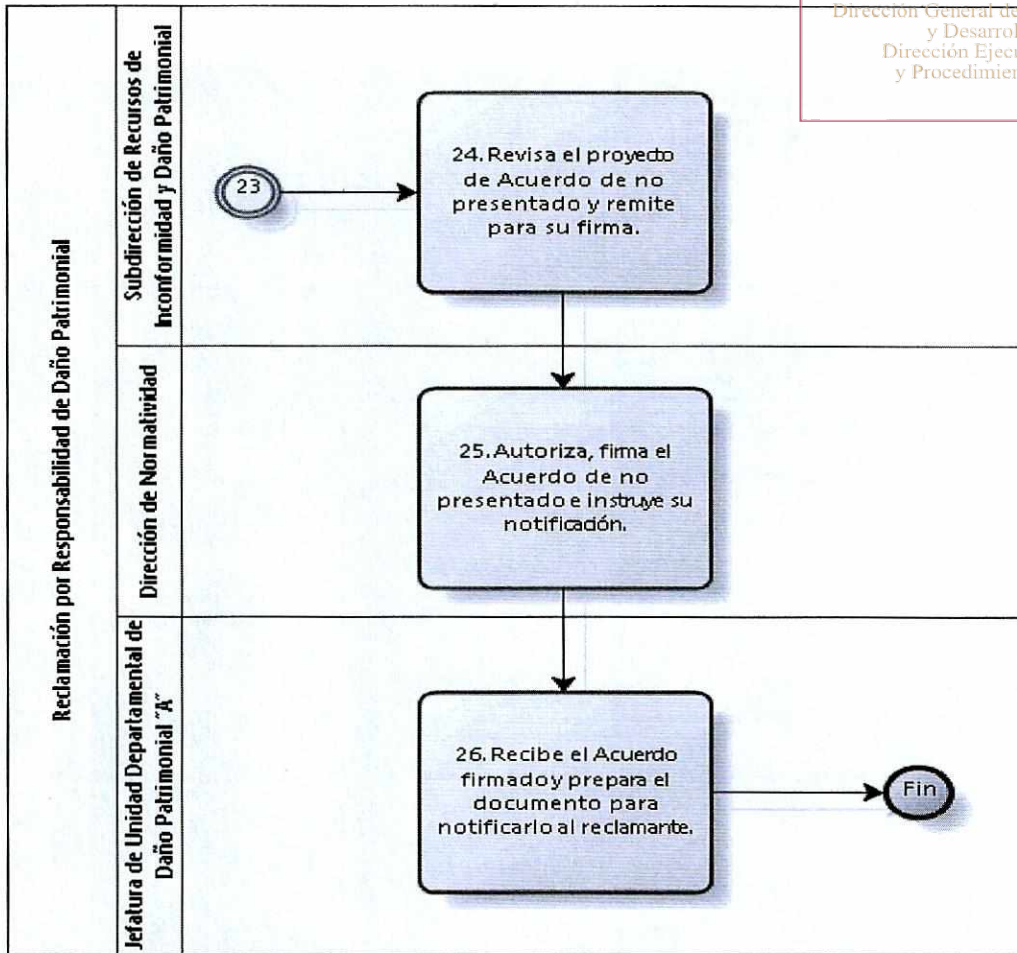 Dirección General de
y Desarrol
Dirección Ejecu
y Procedimien
Reclamación por Responsabilidad de Daño Patrimonial
Subdirección de Recursos de
Inconformidad y Daño Patrimonial
23
24. Revisa el proyecto
de Acuerdo de no
presentado y remite
para su firma.
Dirección de Normatividad
25. Autoriza, firma el
Acuerdo de no
presentado e instruye su
notificación.
Jefatura de Unidad Departamental de
Daño Patrimonial "A"
26. Recibe el Acuerdo
firmado y prepara el
documento para
notificarlo al reclamante.
Fin